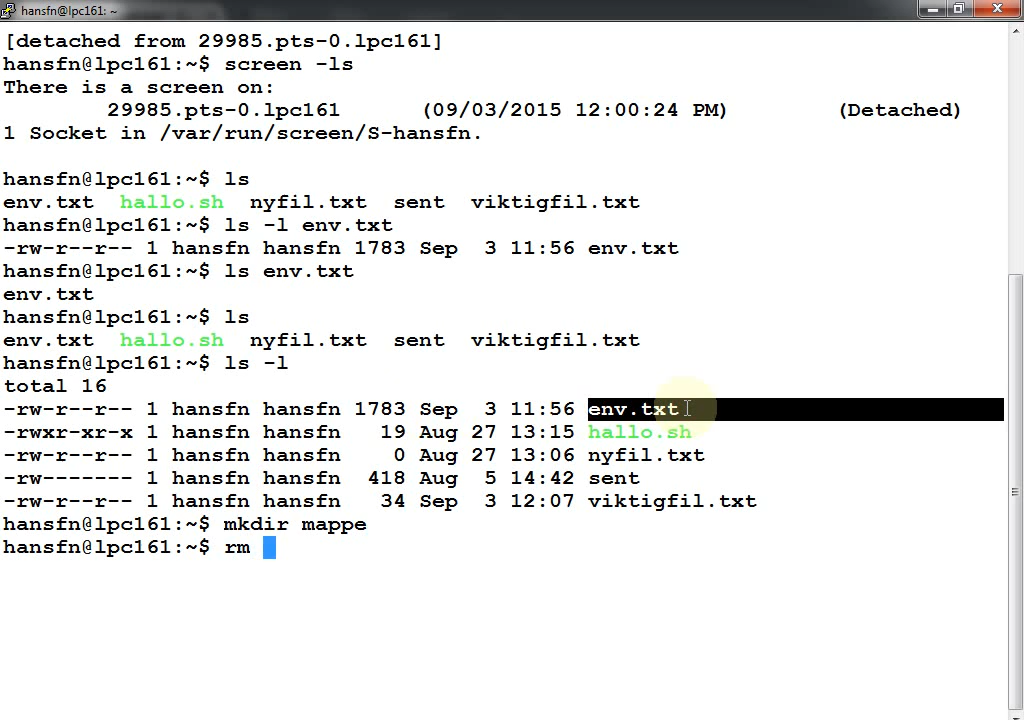 hansfn@lpc161: ~
[detached from 29985.pts-0.lpc161]
hansfn@lpc161:~$ screen -ls
There is a screen on:
        29985.pts-0.lpc161      (09/03/2015 12:00:24 PM)        (Detached)
1 Socket in /var/run/screen/S-hansfn.

hansfn@lpc161:~$ ls
env.txt  hallo.sh  nyfil.txt  sent  viktigfil.txt
hansfn@lpc161:~$ ls -l env.txt
-rw-r--r-- 1 hansfn hansfn 1783 Sep  3 11:56 env.txt
hansfn@lpc161:~$ ls env.txt
env.txt
hansfn@lpc161:~$ ls
env.txt  hallo.sh  nyfil.txt  sent  viktigfil.txt
hansfn@lpc161:~$ ls -l
total 16
-rw-r--r-- 1 hansfn hansfn 1783 Sep  3 11:56 env.txt
-rwxr-xr-x 1 hansfn hansfn   19 Aug 27 13:15 hallo.sh
-rw-r--r-- 1 hansfn hansfn    0 Aug 27 13:06 nyfil.txt
-rw------- 1 hansfn hansfn  418 Aug  5 14:42 sent
-rw-r--r-- 1 hansfn hansfn   34 Sep  3 12:07 viktigfil.txt
hansfn@lpc161:~$ mkdir mappe
hansfn@lpc161:~$ rm